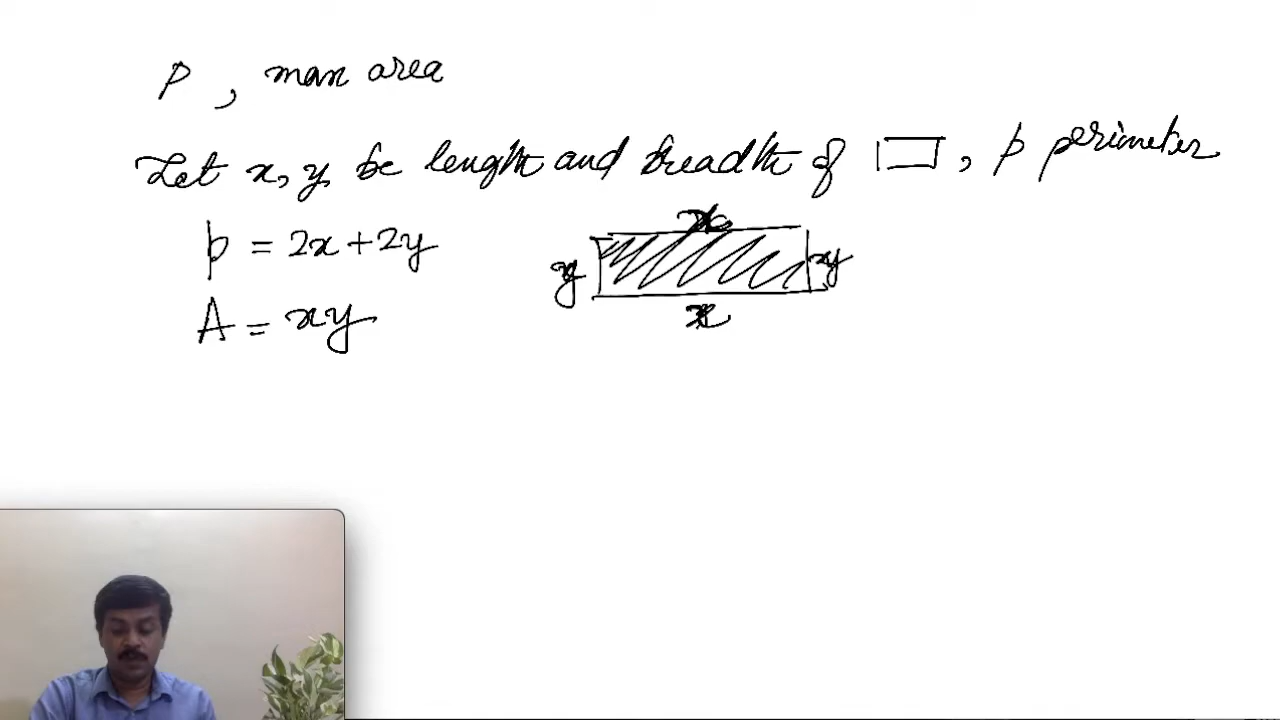 p , max area
Let x, y be length and breadth of ▭, p perimeter
p = 2x + 2y
x
y
y
x
A = xy